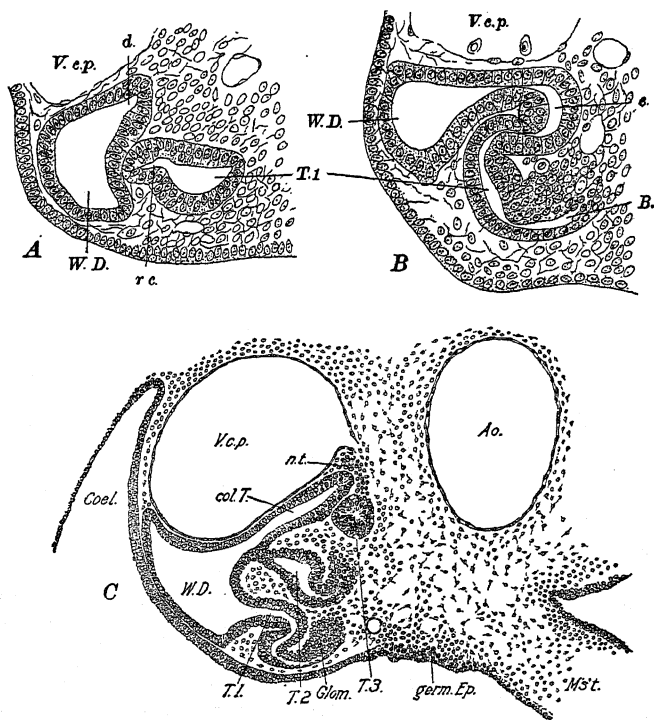 d.
V. c.p.
T.1
A
W. D.
r c.
V.c.p.
W.D.
c.
B.
B
V.c.p.
Ao.
n.t.
col.T.
Coel.
W.D.
C
T.1.
T.2
Glom.
T.3.
germ.Ep.
Ms't.